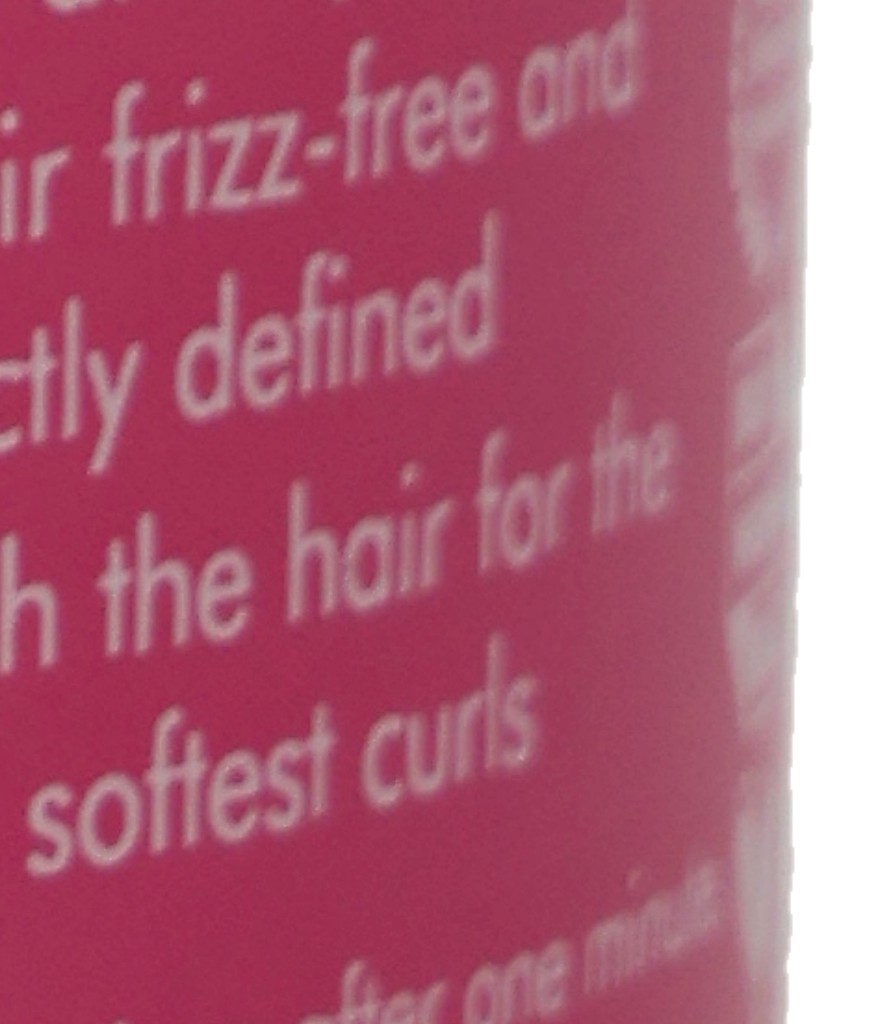 ir frizz-free and
ctly defined
h the hair for the
softest curls
after one minute